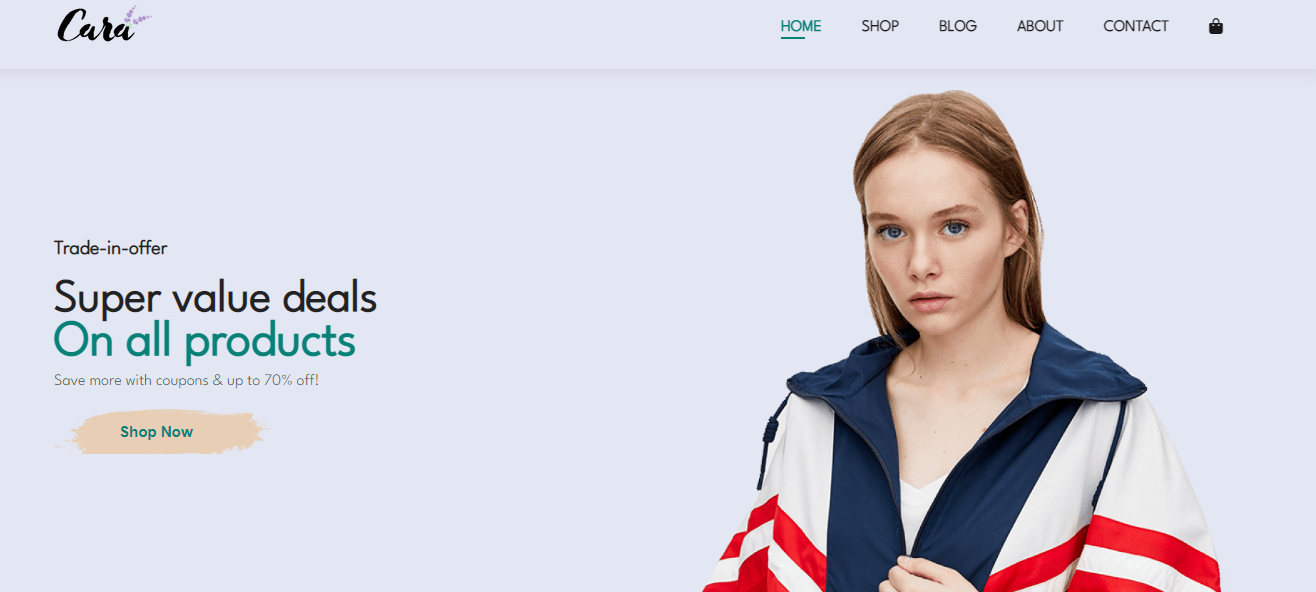 Cara
HOME SHOP BLOG ABOUT CONTACT
Trade-in-offer
Super value deals
On all products
Save more with coupons & up to 70% off!
Shop Now